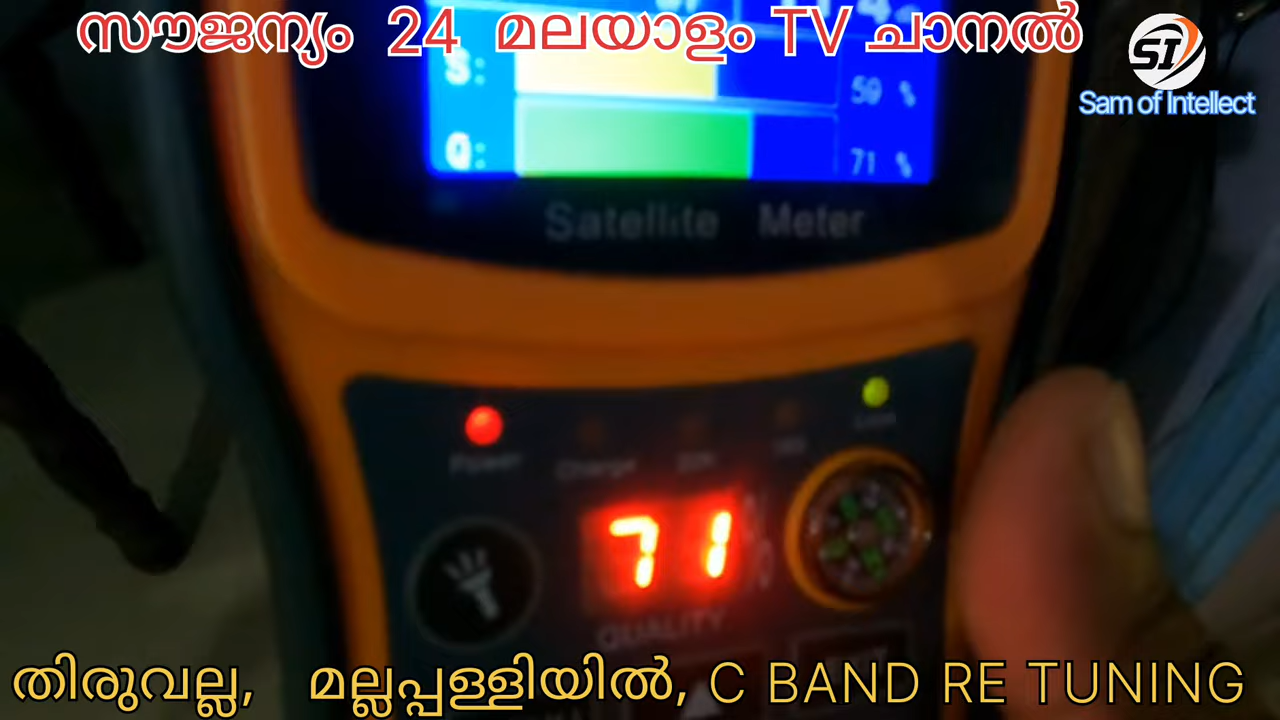 സൗജന്യം 24 മലയാളം TV ചാനൽ
SI
Sam of Intellect
S: 50 %
Q: 71 %
Satellite Meter
Power Charge
71
QUALITY
തിരുവല്ല, മല്ലപ്പള്ളിയിൽ, C BAND RE TUNING